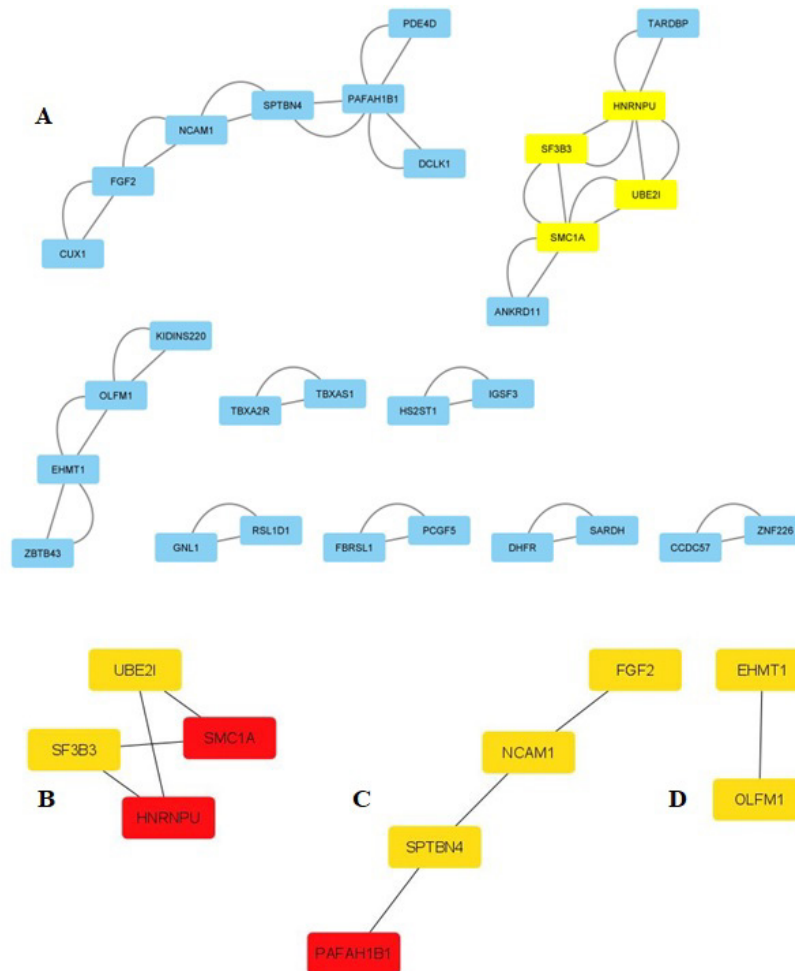 PDE4D
TARDBP
A
SPTBN4
PAFAH1B1
HNRNPU
NCAM1
SF3B3
DCLK1
FGF2
UBE2I
SMC1A
CUX1
ANKRD11
KIDINS220
OLFM1
TBXA2R
TBXAS1
HS2ST1
IGSF3
EHMT1
ZBTB43
GNL1
RSL1D1
FBRSL1
PCGF5
DHFR
SARDH
CCDC57
ZNF226
UBE2I
SMC1A
SF3B3
B
HNRNPU
FGF2
NCAM1
C
SPTBN4
PAFAH1B1
EHMT1
D
OLFM1